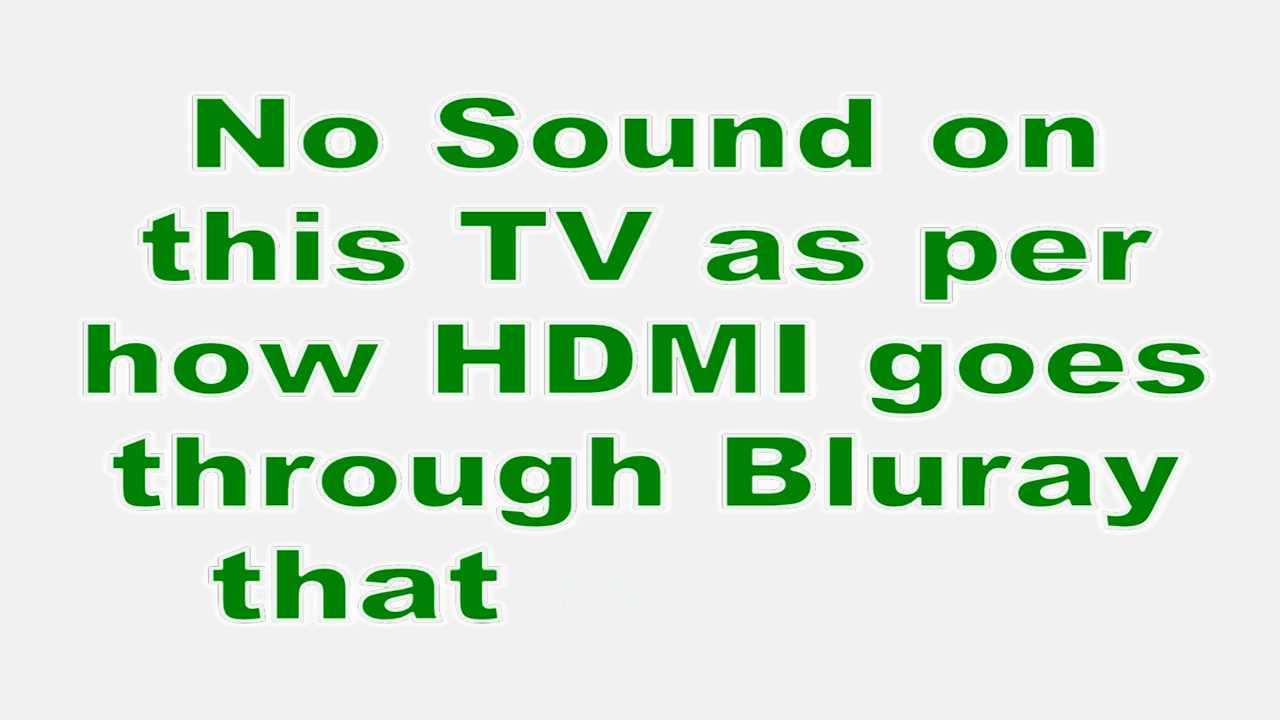 No Sound on
this TV as per
how HDMI goes
through Bluray
that